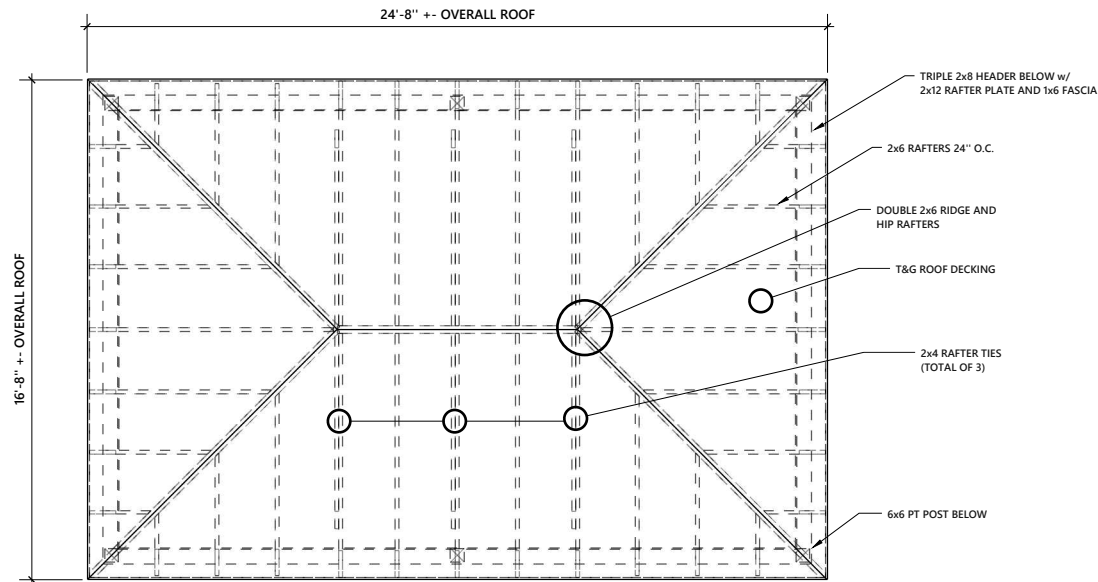 24'-8" +- OVERALL ROOF
16'-8" +- OVERALL ROOF
TRIPLE 2x8 HEADER BELOW w/
2x12 RAFTER PLATE AND 1x6 FASCIA
2x6 RAFTERS 24" O.C.
DOUBLE 2x6 RIDGE AND
HIP RAFTERS
T&G ROOF DECKING
2x4 RAFTER TIES
(TOTAL OF 3)
6x6 PT POST BELOW